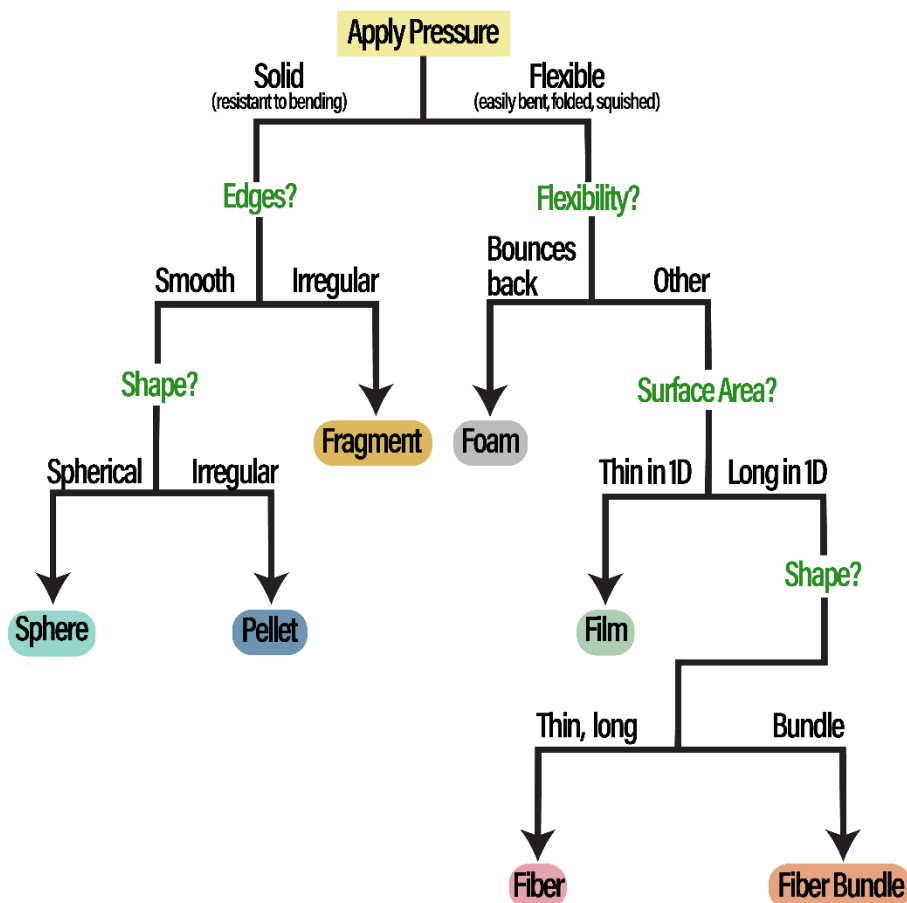 Apply Pressure
Solid
(resistant to bending)
Flexible
(easily bent, folded, squished)
Edges?
Flexibility?
Smooth
Irregular
Bounces
back
Other
Shape?
Surface Area?
Fragment
Foam
Spherical
Irregular
Thin in 1D
Long in 1D
Shape?
Sphere
Pellet
Film
Thin, long
Bundle
Fiber
Fiber Bundle